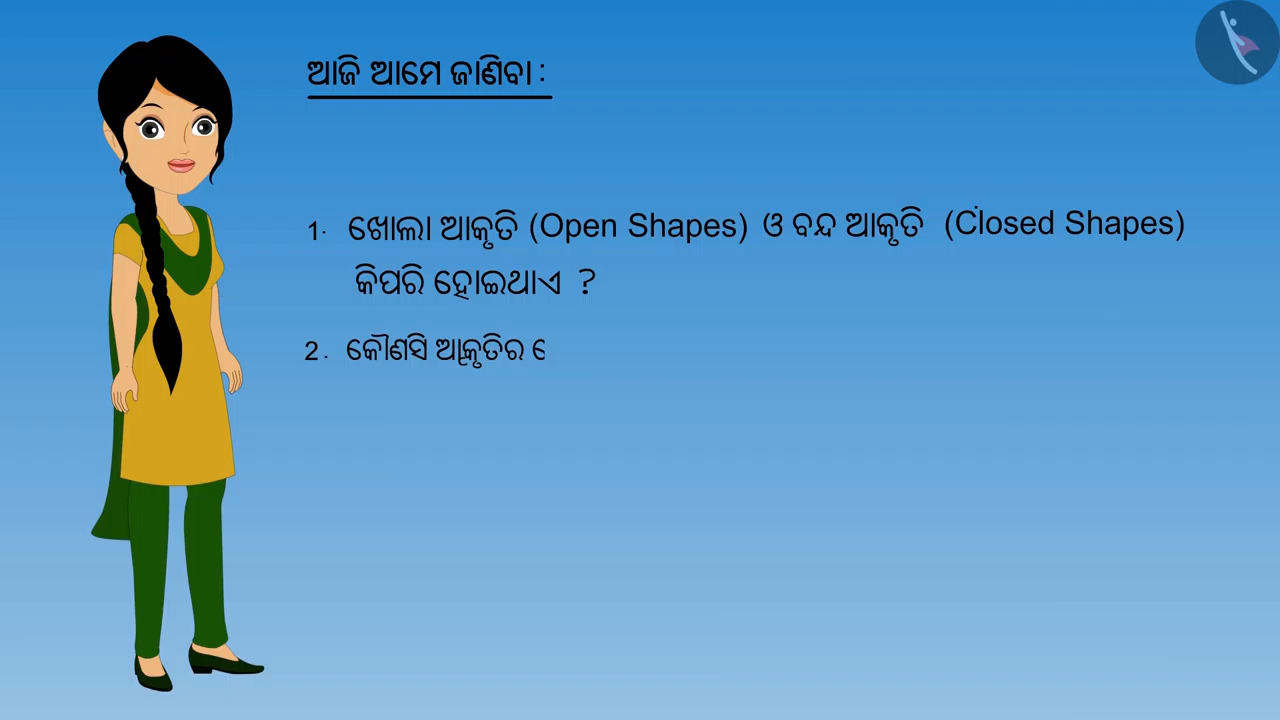 ଆଜି ଆମେ ଜାଣିବା :
1. ଖୋଲା ଆକୃତି (Open Shapes) ଓ ବନ୍ଦ ଆକୃତି (Closed Shapes)
କିପରି ହୋଇଥାଏ ?
2. କୌଣସି ଆକୃତିର